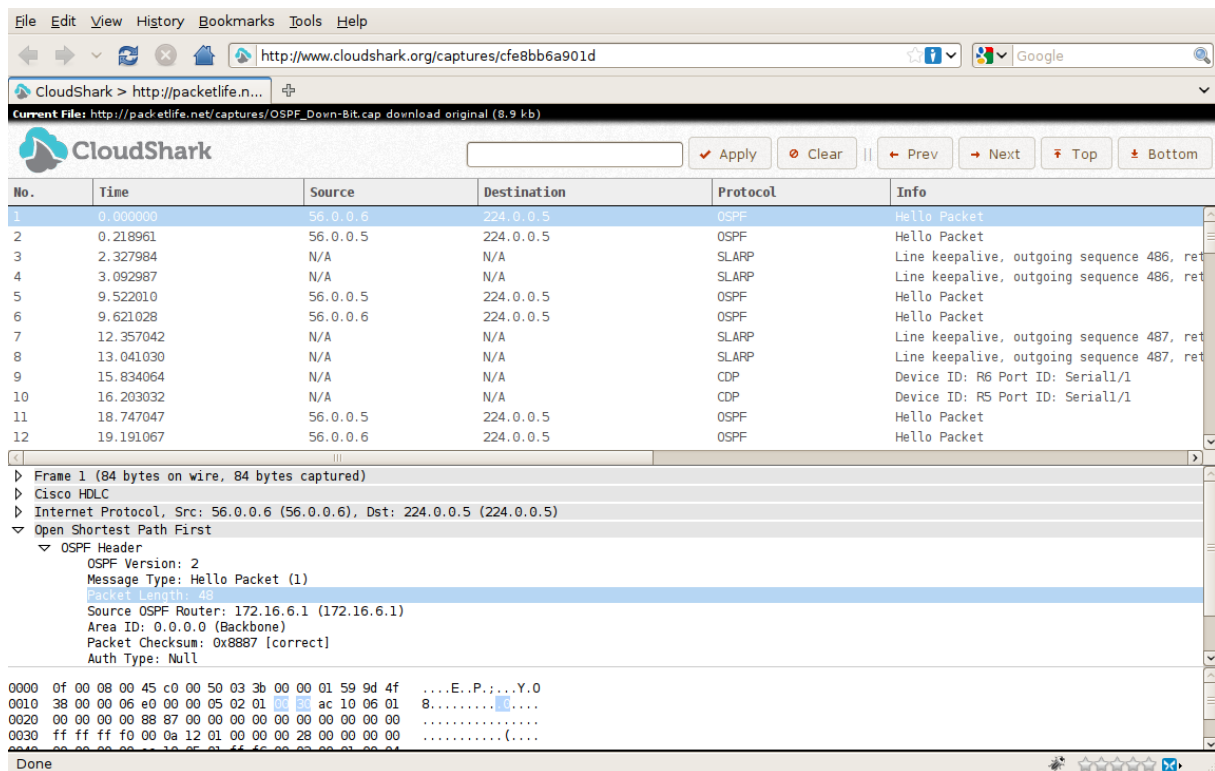 File Edit View History Bookmarks Tools Help
http://www.cloudshark.org/captures/cfe8bb6a901d
Google
CloudShark > http://packetlife.n...
Current File: http://packetlife.net/captures/OSPF_Down-Bit.cap download original (8.9 kb)
CloudShark Apply Clear || Prev Next Top Bottom
No. Time Source Destination Protocol Info
1 0.000000 56.0.0.6 224.0.0.5 OSPF Hello Packet
2 0.218961 56.0.0.5 224.0.0.5 OSPF Hello Packet
3 2.327984 N/A N/A SLARP Line keepalive, outgoing sequence 486, ret
4 3.092987 N/A N/A SLARP Line keepalive, outgoing sequence 486, ret
5 9.522010 56.0.0.5 224.0.0.5 OSPF Hello Packet
6 9.621028 56.0.0.6 224.0.0.5 OSPF Hello Packet
7 12.357042 N/A N/A SLARP Line keepalive, outgoing sequence 487, ret
8 13.041030 N/A N/A SLARP Line keepalive, outgoing sequence 487, ret
9 15.834064 N/A N/A CDP Device ID: R6 Port ID: Serial1/1
10 16.203032 N/A N/A CDP Device ID: R5 Port ID: Serial1/1
11 18.747047 56.0.0.5 224.0.0.5 OSPF Hello Packet
12 19.191067 56.0.0.6 224.0.0.5 OSPF Hello Packet
Frame 1 (84 bytes on wire, 84 bytes captured)
Cisco HDLC
Internet Protocol, Src: 56.0.0.6 (56.0.0.6), Dst: 224.0.0.5 (224.0.0.5)
Open Shortest Path First
OSPF Header
OSPF Version: 2
Message Type: Hello Packet (1)
Packet Length: 48
Source OSPF Router: 172.16.6.1 (172.16.6.1)
Area ID: 0.0.0.0 (Backbone)
Packet Checksum: 0x8887 [correct]
Auth Type: Null
0000 0f 00 08 00 45 c0 00 50 03 3b 00 00 01 59 9d 4f ....E..P.;...Y.O
0010 38 00 00 06 e0 00 00 05 02 01 00 30 ac 10 06 01 8..........0....
0020 00 00 00 00 88 87 00 00 00 00 00 00 00 00 00 00 ................
0030 ff ff ff f0 00 0a 12 01 00 00 00 28 00 00 00 00 ...........(....
Done